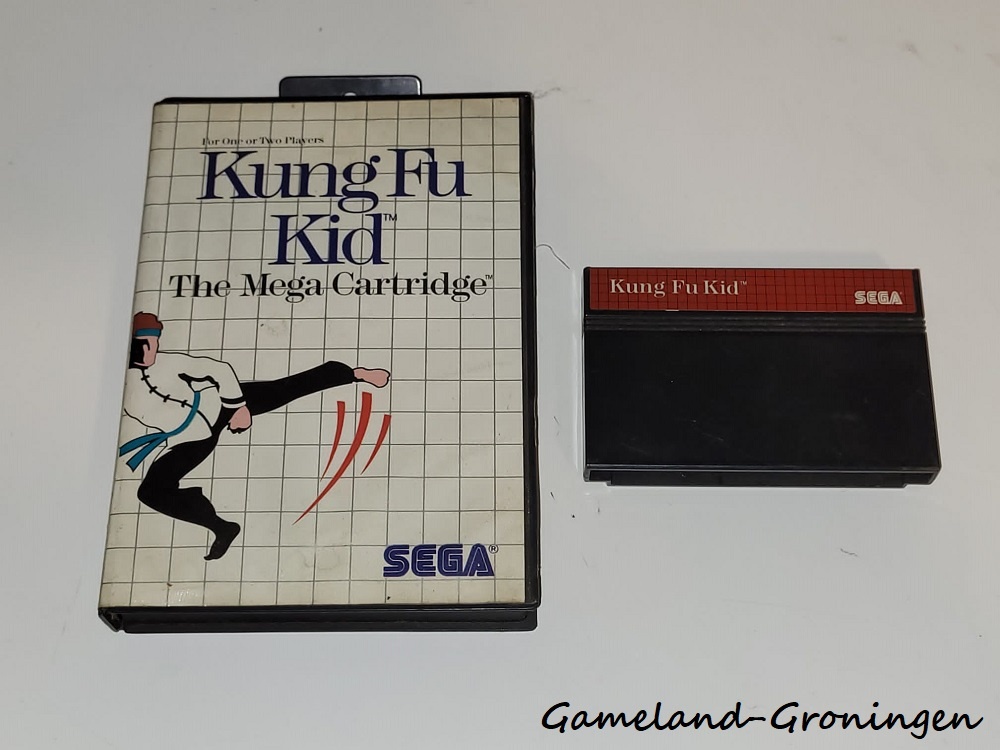 For One or Two Players
Kung Fu
Kid™
The Mega Cartridge™
SEGA®
Kung Fu Kid™
SEGA
Gameland-Groningen